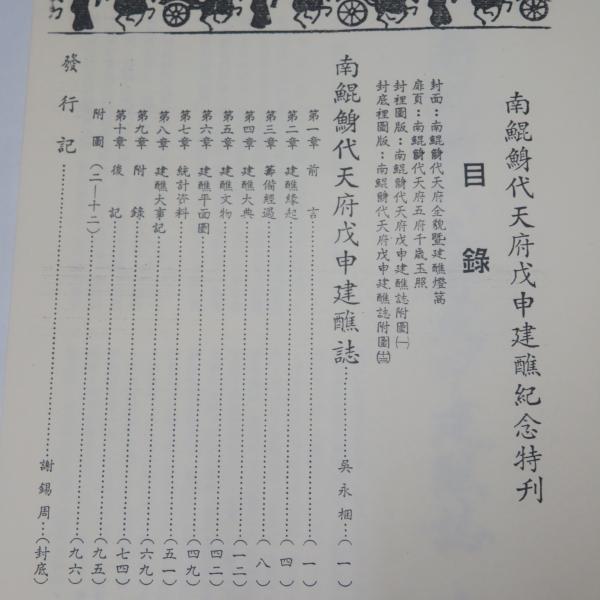 南鯤鯓代天府戊申建醮紀念特刊
目錄
封面：南鯤鯓代天府全貌暨建醮燈篙
扉頁：南鯤鯓代天府五府千歲玉照
封裡圖版：南鯤鯓代天府戊申建醮誌附圖㈠
封底裡圖版：南鯤鯓代天府戊申建醮誌附圖
南鯤鯓代天府戊申建醮誌……吳永梱…（一）
第一章　前　言……（一）
第二章　建醮緣起……（四）
第三章　籌備經過……（八）
第四章　建醮大典……（一二）
第五章　建醮文物……（四二）
第六章　建醮平面圖……（四九）
第七章　統計資料……（五一）
第八章　建醮大事記……（六九）
第九章　附　錄……（七四）
第十章　後　記……（九五）
附圖（二—十二）……（九六）
發行記……謝錫周…（封底）